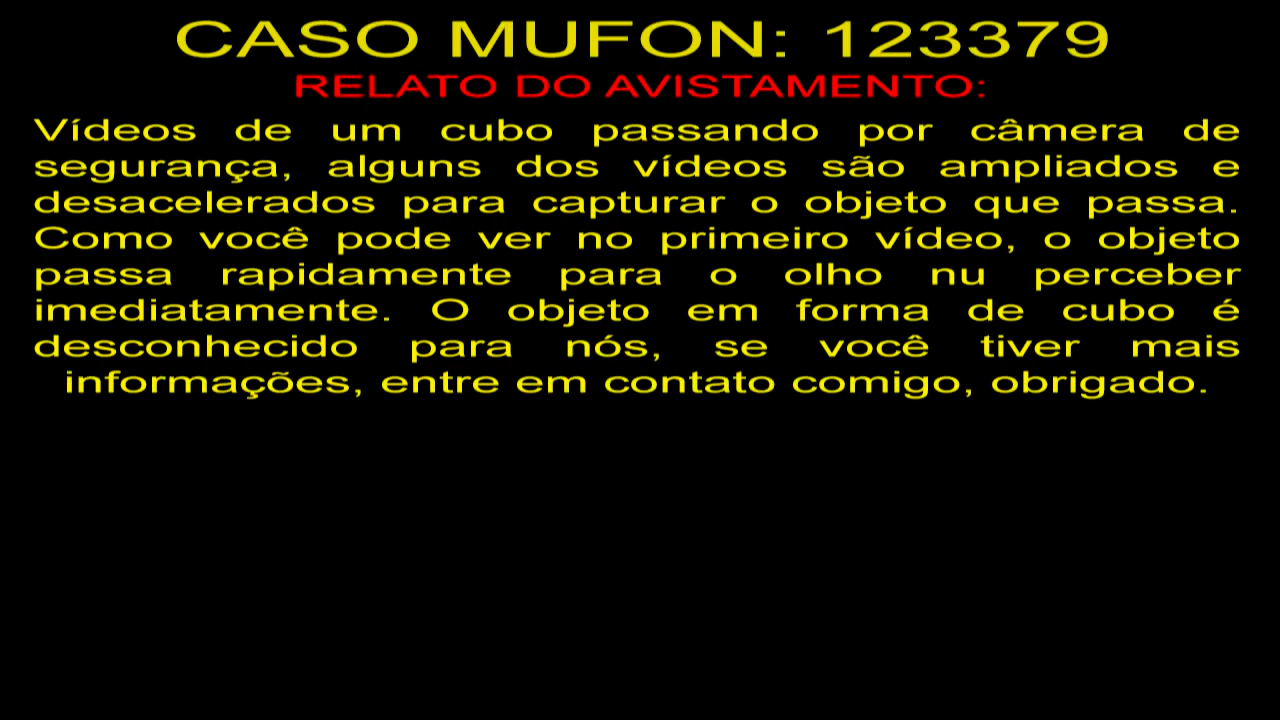 CASO MUFON: 123379
RELATO DO AVISTAMENTO:
Vídeos de um cubo passando por câmera de
segurança, alguns dos vídeos são ampliados e
desacelerados para capturar o objeto que passa.
Como você pode ver no primeiro vídeo, o objeto
passa rapidamente para o olho nu perceber
imediatamente. O objeto em forma de cubo é
desconhecido para nós, se você tiver mais
informações, entre em contato comigo, obrigado.